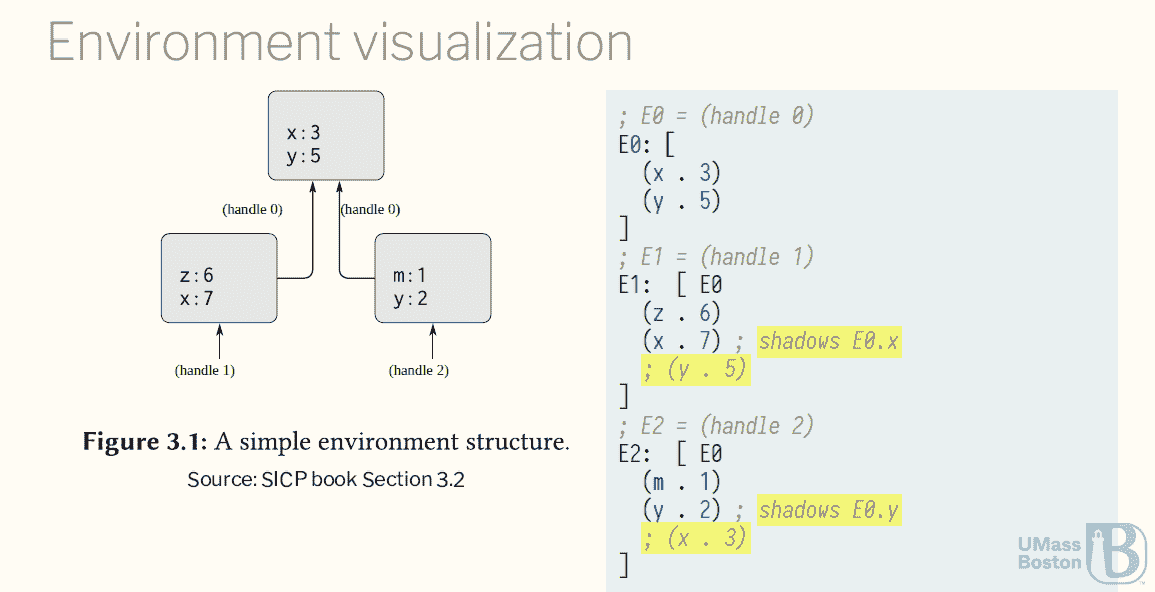 Environment visualization
x:3
y:5
(handle 0)
(handle 0)
z:6
x:7
m:1
y:2
(handle 1)
(handle 2)
Figure 3.1: A simple environment structure.
Source: SICP book Section 3.2
; E0 = (handle 0)
E0: [
(x . 3)
(y . 5)
]
; E1 = (handle 1)
E1: [ E0
(z . 6)
(x . 7) ; shadows E0.x
; (y . 5)
]
; E2 = (handle 2)
E2: [ E0
(m . 1)
(y . 2) ; shadows E0.y
; (x . 3)
]
UMass
Boston
B